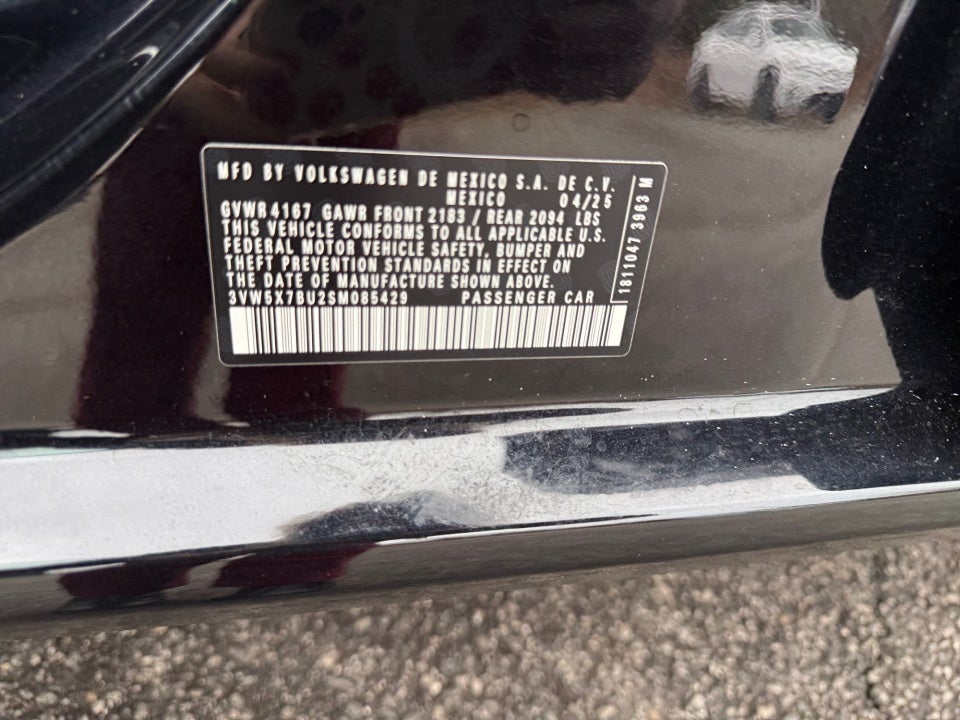 MFD BY VOLKSWAGEN DE MEXICO S.A. DE C.V.
MEXICO 04/25
GVWR 4167 GAWR FRONT 2183 / REAR 2094 LBS
THIS VEHICLE CONFORMS TO ALL APPLICABLE U.S.
FEDERAL MOTOR VEHICLE SAFETY, BUMPER AND
THEFT PREVENTION STANDARDS IN EFFECT ON
THE DATE OF MANUFACTURE SHOWN ABOVE.
3VW5X7BU2SM085429 PASSENGER CAR
1811047 3963 M